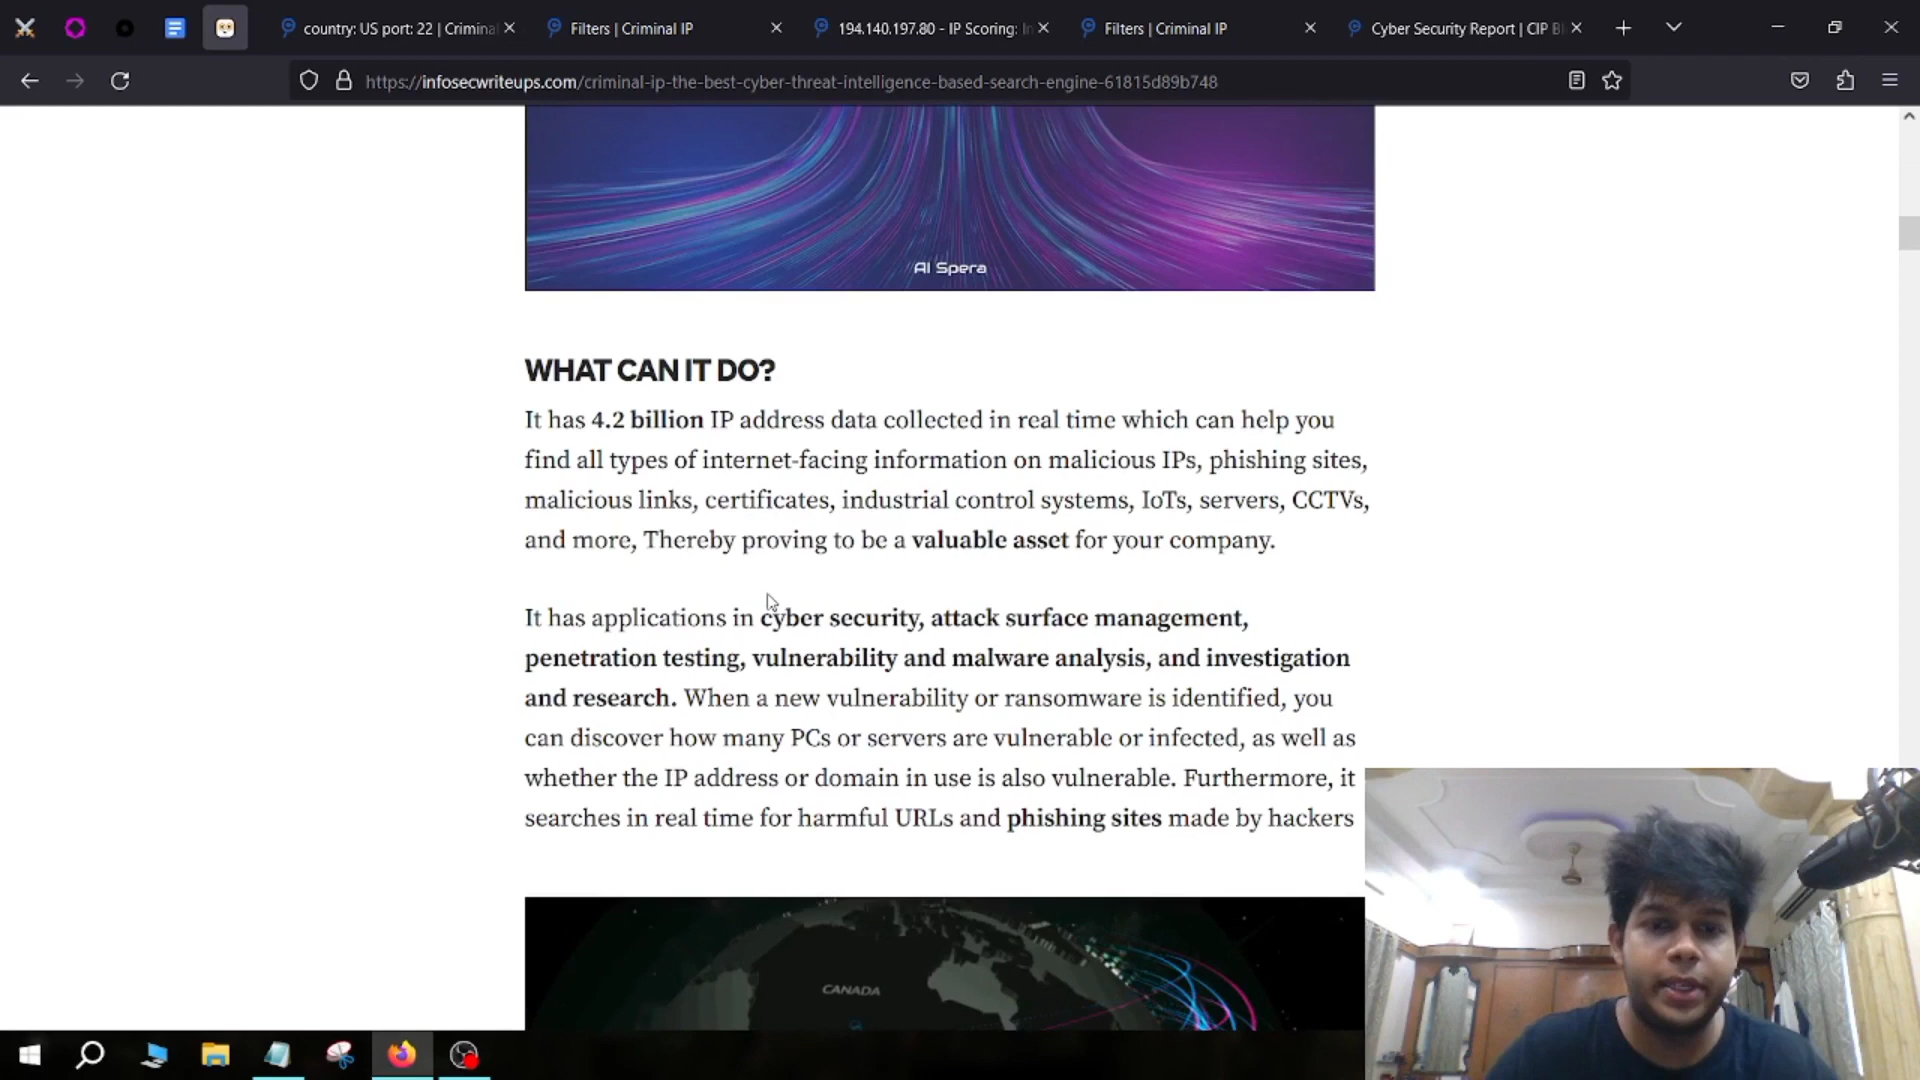 country: US port: 22 | Criminal
Filters | Criminal IP
194.140.197.80 - IP Scoring: In
Filters | Criminal IP
Cyber Security Report | CIP Bl
https://infosecwriteups.com/criminal-ip-the-best-cyber-threat-intelligence-based-search-engine-61815d89b748
AI Spera
WHAT CAN IT DO?
It has 4.2 billion IP address data collected in real time which can help you
find all types of internet-facing information on malicious IPs, phishing sites,
malicious links, certificates, industrial control systems, IoTs, servers, CCTVs,
and more, Thereby proving to be a valuable asset for your company.
It has applications in cyber security, attack surface management,
penetration testing, vulnerability and malware analysis, and investigation
and research. When a new vulnerability or ransomware is identified, you
can discover how many PCs or servers are vulnerable or infected, as well as
whether the IP address or domain in use is also vulnerable. Furthermore, it
searches in real time for harmful URLs and phishing sites made by hackers
CANADA